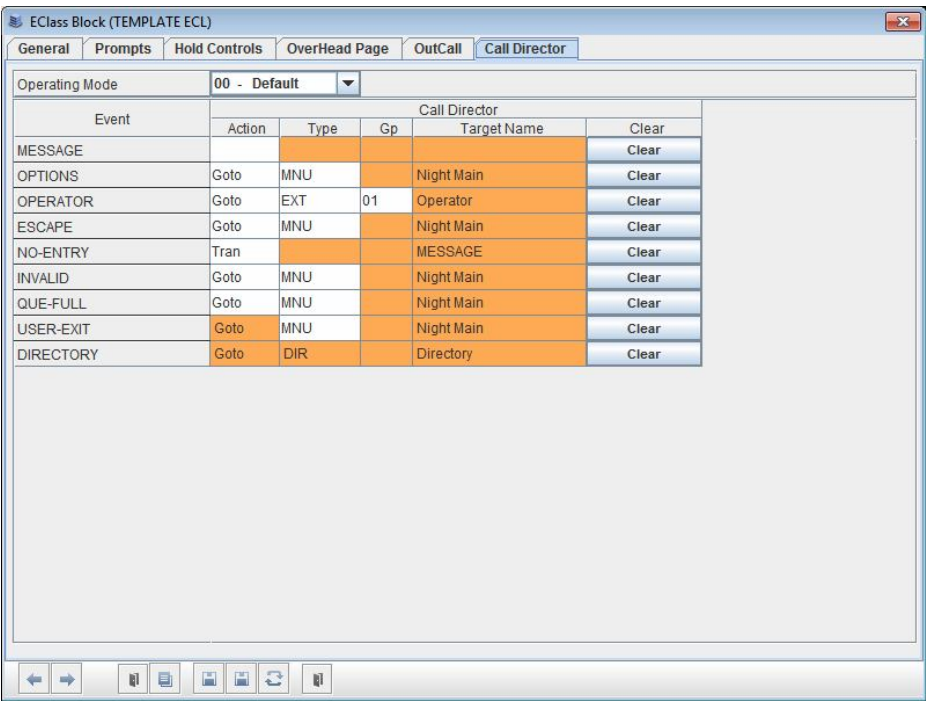 EClass Block (TEMPLATE ECL)
General Prompts Hold Controls OverHead Page OutCall Call Director
Operating Mode 00 - Default
Event Call Director
Action Type Gp Target Name Clear
MESSAGE Clear
OPTIONS Goto MNU Night Main Clear
OPERATOR Goto EXT 01 Operator Clear
ESCAPE Goto MNU Night Main Clear
NO-ENTRY Tran MESSAGE Clear
INVALID Goto MNU Night Main Clear
QUE-FULL Goto MNU Night Main Clear
USER-EXIT Goto MNU Night Main Clear
DIRECTORY Goto DIR Directory Clear